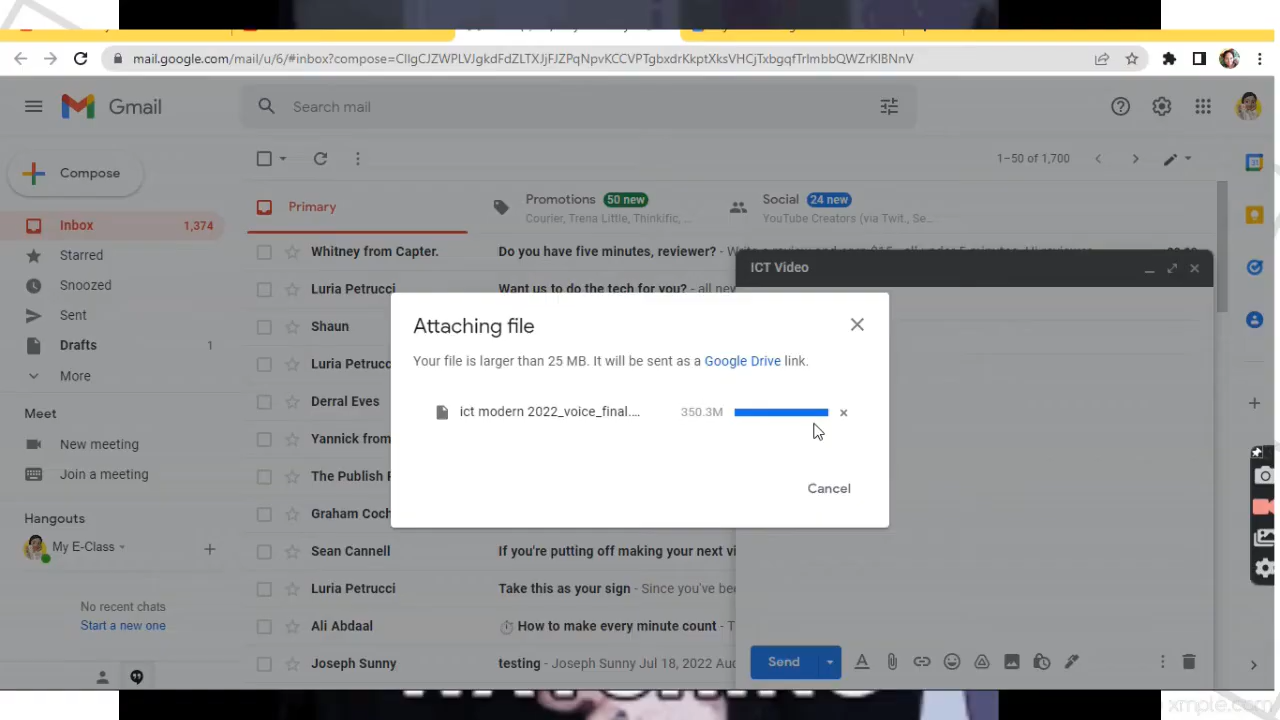 mail.google.com/mail/u/6/#inbox?compose=
Gmail
Search mail
Compose
1–50 of 1,700
Inbox 1,374
Starred
Snoozed
Sent
Drafts 1
More
Meet
New meeting
Join a meeting
Hangouts
My E-Class
No recent chats
Start a new one
Primary
Promotions 50 new
Courier, Trena Little, Thinkific, ...
Social 24 new
YouTube Creators (via Twit., Se...
Whitney from Capter. Do you have five minutes, reviewer?
Luria Petrucci Want us to do the tech for you? - all new
Shaun
Luria Petrucci
Derral Eves
Yannick from
The Publish
Graham Coch
Sean Cannell If you're putting off making your next vi
Luria Petrucci Take this as your sign - Since you've bee
Ali Abdaal How to make every minute count -
Joseph Sunny testing - Joseph Sunny Jul 18, 2022 Aug
ICT Video
Attaching file
Your file is larger than 25 MB. It will be sent as a Google Drive link.
ict modern 2022_voice_final.... 350.3M
Cancel
Send
xmple.com